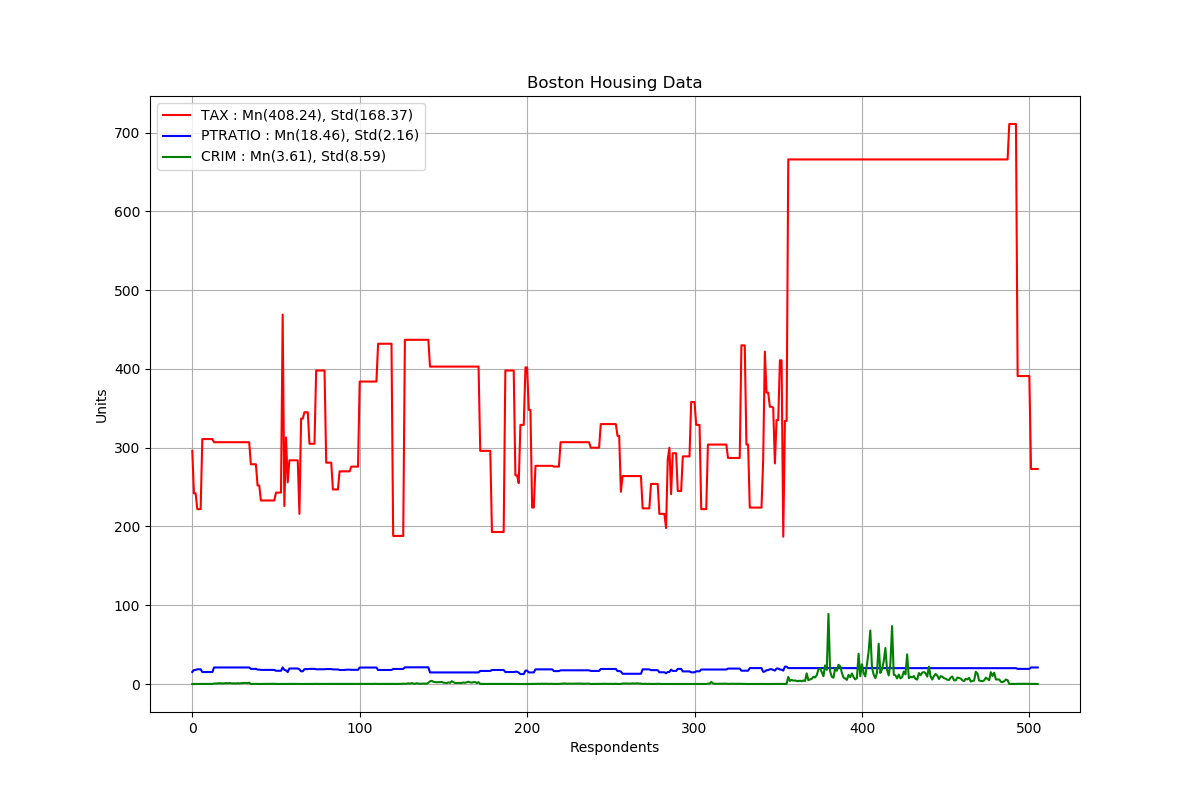 Boston Housing Data
TAX : Mn(408.24), Std(168.37)
PTRATIO : Mn(18.46), Std(2.16)
CRIM : Mn(3.61), Std(8.59)
700
600
500
400
300
200
100
0
Units
0 100 200 300 400 500
Respondents